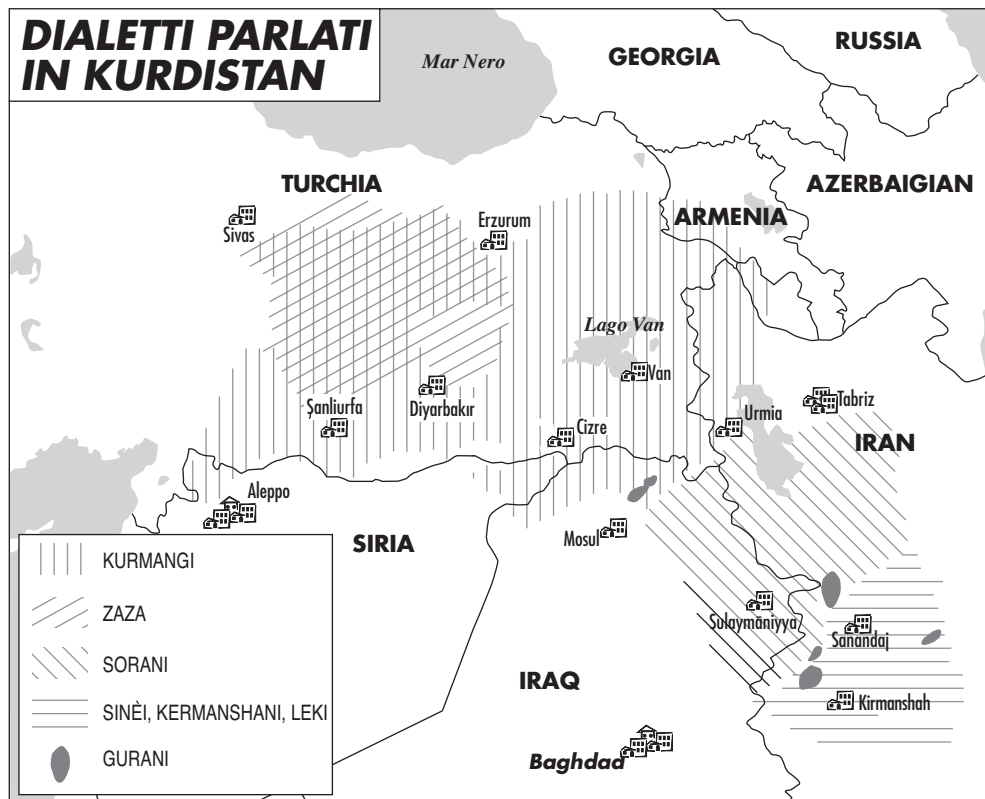 DIALETTI PARLATI
IN KURDISTAN
Mar Nero
GEORGIA
RUSSIA
TURCHIA
AZERBAIGIAN
ARMENIA
Sivas
Erzurum
Lago Van
Van
Şanliurfa
Diyarbakır
Cizre
Urmia
Tabriz
IRAN
Aleppo
SIRIA
Mosul
Sulaymāniyya
Sanandaj
IRAQ
Kirmanshah
Baghdad
KURMANGI
ZAZA
SORANI
SINÈI, KERMANSHANI, LEKI
GURANI